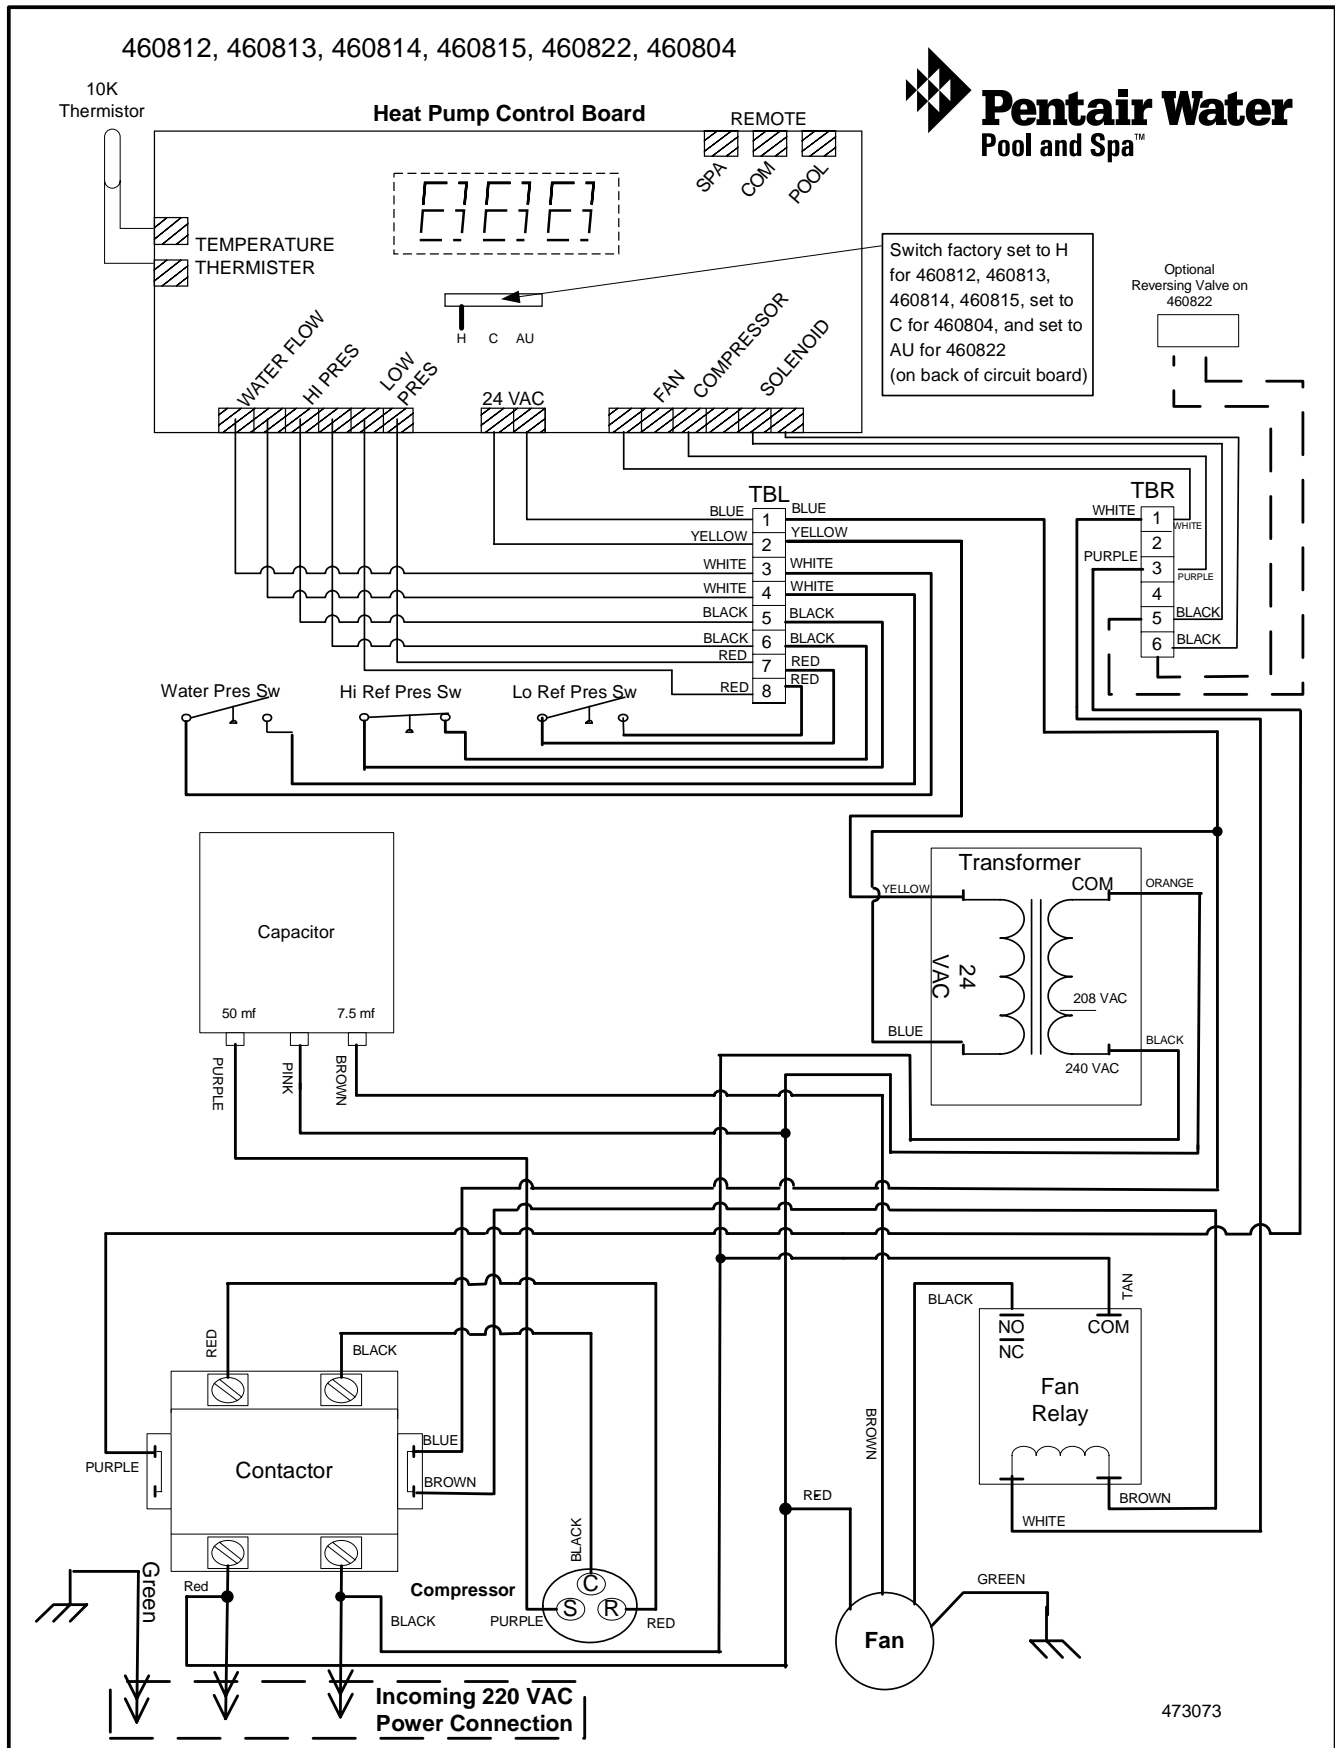 460812, 460813, 460814, 460815, 460822, 460804
Pentair Water
Pool and Spa™
10K
Thermistor
Heat Pump Control Board
REMOTE
SPA
COM
POOL
TEMPERATURE
THERMISTER
H C AU
Switch factory set to H
for 460812, 460813,
460814, 460815, set to
C for 460804, and set to
AU for 460822
(on back of circuit board)
Optional
Reversing Valve on
460822
WATER FLOW
HI PRES
LOW
PRES
24 VAC
FAN
COMPRESSOR
SOLENOID
TBL
BLUE 1 BLUE
YELLOW 2 YELLOW
WHITE 3 WHITE
WHITE 4 WHITE
BLACK 5 BLACK
BLACK 6 BLACK
RED 7 RED
RED 8 RED
TBR
WHITE 1 WHITE
2
PURPLE 3 PURPLE
4
5 BLACK
6 BLACK
Water Pres Sw
Hi Ref Pres Sw
Lo Ref Pres Sw
Capacitor
50 mf
7.5 mf
PURPLE
PINK
BROWN
Transformer
COM
ORANGE
YELLOW
24
VAC
208 VAC
BLUE
BLACK
240 VAC
TAN
BLACK
NO
NC
COM
Fan
Relay
BROWN
WHITE
RED
BLACK
Contactor
PURPLE
BLUE
BROWN
BROWN
RED
Green
Red
BLACK
BLACK
Compressor
C
S
R
PURPLE
RED
GREEN
Fan
Incoming 220 VAC
Power Connection
473073